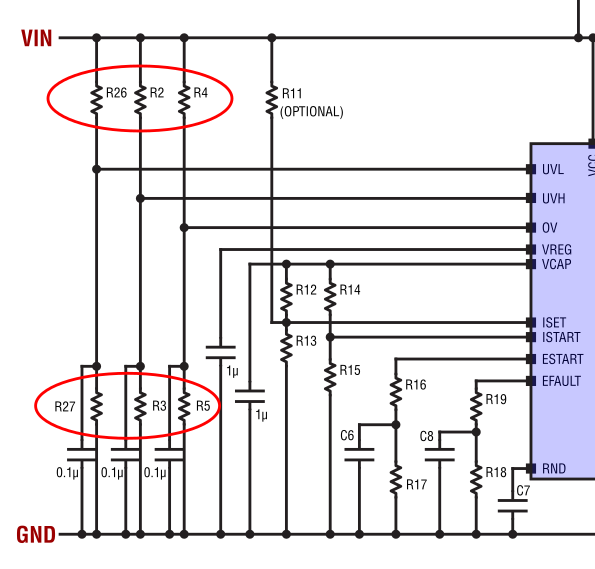 VIN
R26 R2 R4 R11
(OPTIONAL)
VCC
UVL
UVH
OV
VREG
VCAP
R12 R14
ISET
R13 ISTART
ESTART
R15 R16 EFAULT
R27 R3 R5 1µ R19
1µ
C6 C8
0.1µ 0.1µ 0.1µ R17 R18 RND
C7
GND